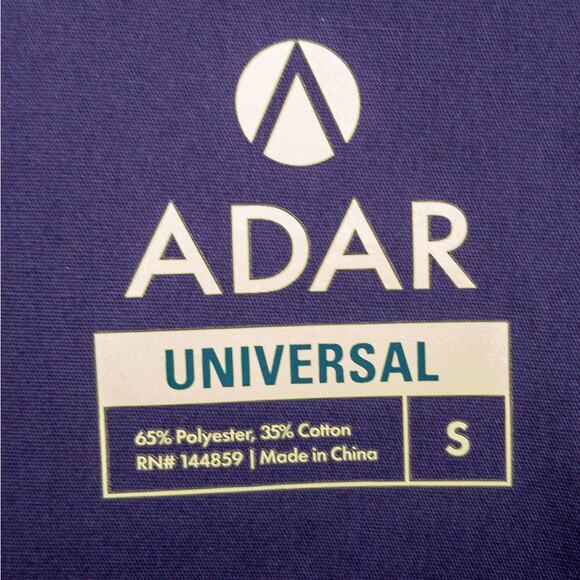 ADAR
UNIVERSAL
65% Polyester, 35% Cotton
RN# 144859 | Made in China
S